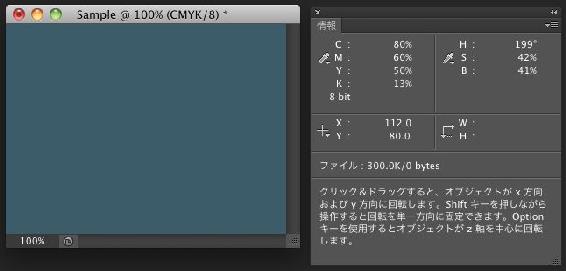 Sample @ 100% (CMYK/8) *
100%
情報
C : 80%
M : 60%
Y : 50%
K : 13%
8 bit
H : 199°
S : 42%
B : 41%
X : 112.0
Y : 80.0
W :
H :
ファイル : 300.0K/0 bytes
クリック＆ドラッグすると、オブジェクトが x 方向
および y 方向に回転します。Shift キーを押しながら
操作すると回転を単一方向に固定できます。Option
キーを使用するとオブジェクトが z 軸を中心に回転
します。